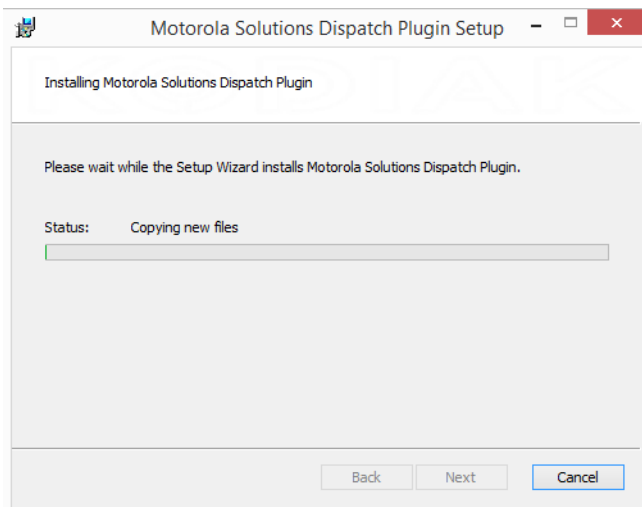 Motorola Solutions Dispatch Plugin Setup
Installing Motorola Solutions Dispatch Plugin
KODIAK
Please wait while the Setup Wizard installs Motorola Solutions Dispatch Plugin.
Status: Copying new files
Back Next Cancel